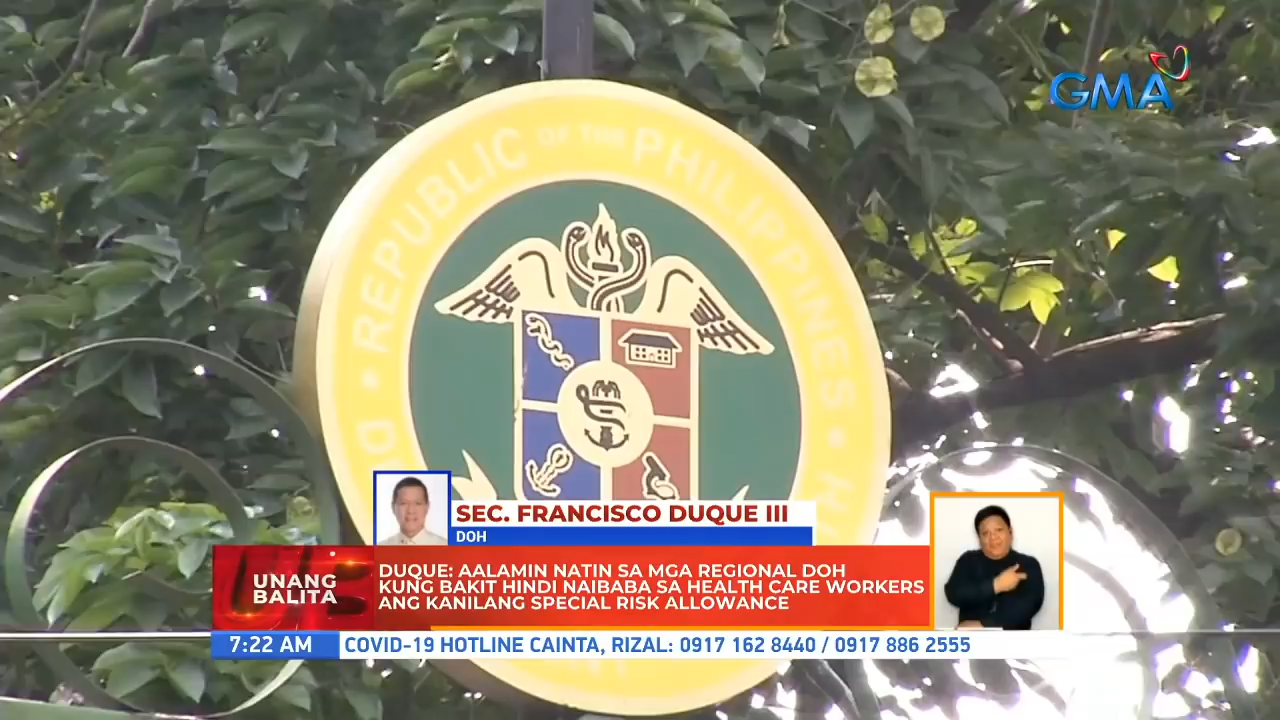 GMA
REPUBLIC OF THE PHILIPPINES
SEC. FRANCISCO DUQUE III
DOH
UNANG
BALITA
DUQUE: AALAMIN NATIN SA MGA REGIONAL DOH
KUNG BAKIT HINDI NAIBABA SA HEALTH CARE WORKERS
ANG KANILANG SPECIAL RISK ALLOWANCE
7:22 AM
COVID-19 HOTLINE CAINTA, RIZAL: 0917 162 8440 / 0917 886 2555